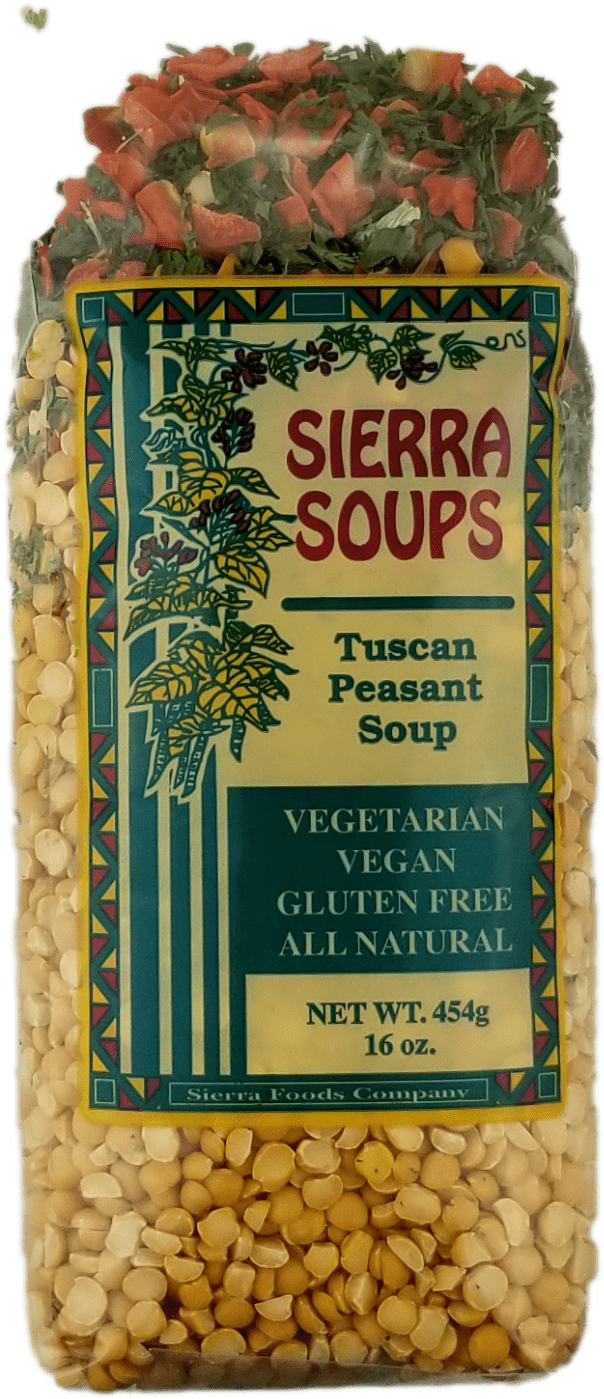 SIERRA
SOUPS
Tuscan
Peasant
Soup
VEGETARIAN
VEGAN
GLUTEN FREE
ALL NATURAL
NET WT. 454g
16 oz.
Sierra Foods Company